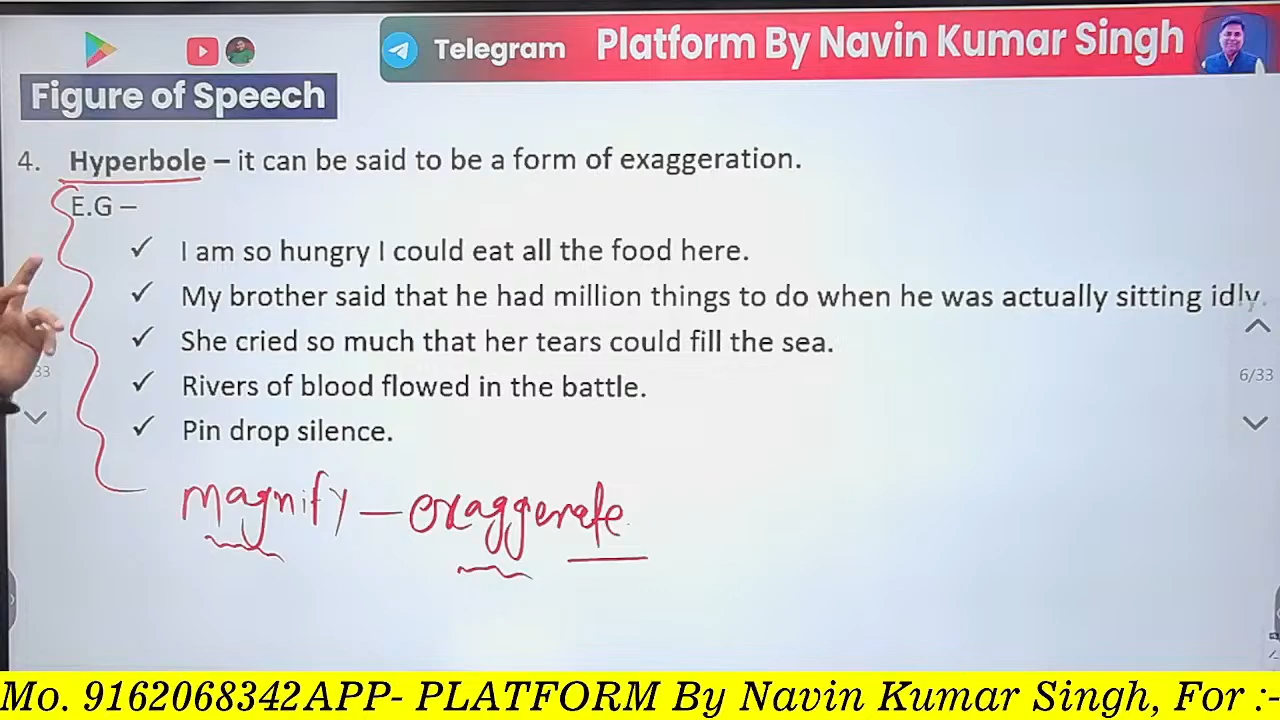 Telegram Platform By Navin Kumar Singh
Figure of Speech
4. Hyperbole – it can be said to be a form of exaggeration.
E.G –
✓ I am so hungry I could eat all the food here.
✓ My brother said that he had million things to do when he was actually sitting idly.
✓ She cried so much that her tears could fill the sea.
33
✓ Rivers of blood flowed in the battle.
6/33
✓ Pin drop silence.
magnify – exaggerate.
Mo. 9162068342APP- PLATFORM By Navin Kumar Singh, For :-